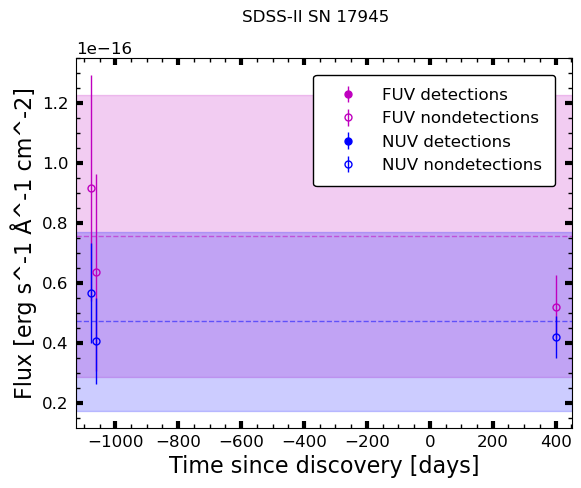 SDSS-II SN 17945
1e−16
FUV detections
FUV nondetections
NUV detections
NUV nondetections
1.2
1.0
0.8
0.6
0.4
0.2
Flux [erg s^-1 Å^-1 cm^-2]
−1000 −800 −600 −400 −200 0 200 400
Time since discovery [days]